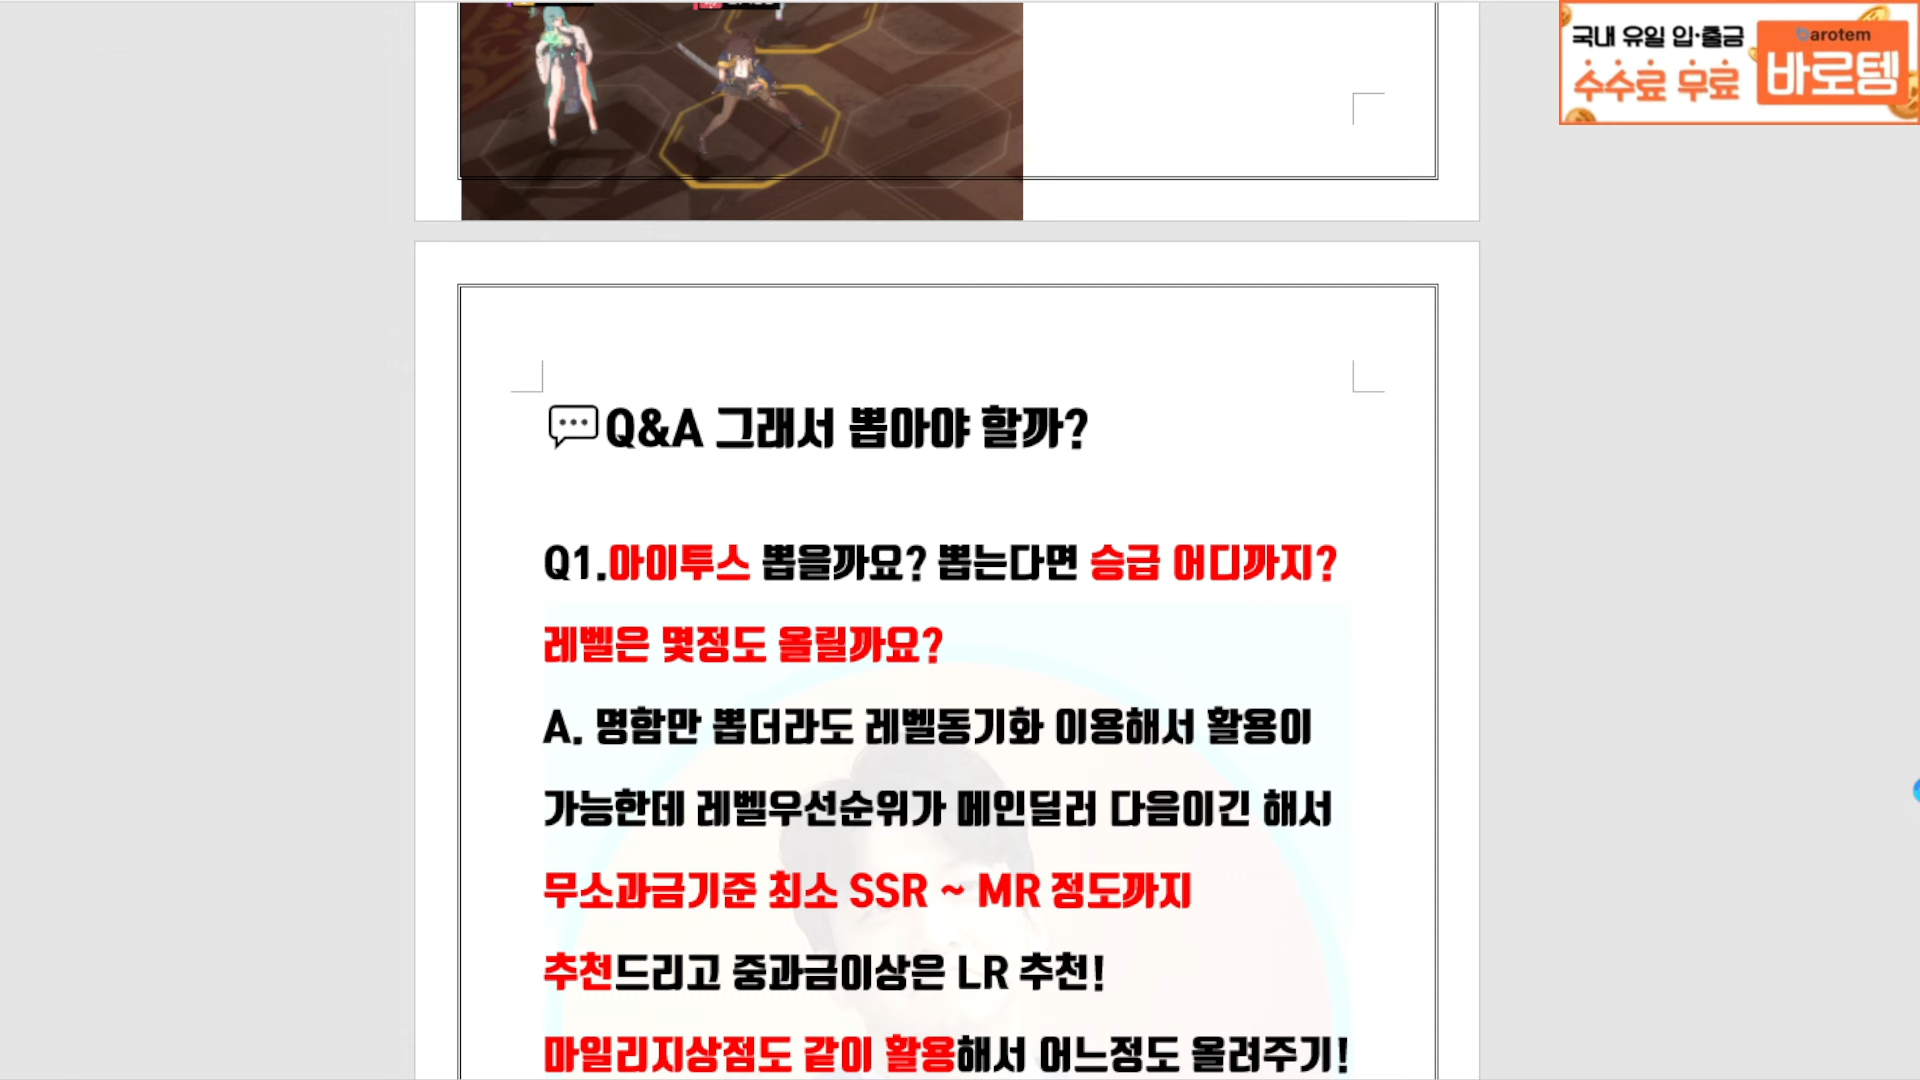 국내 유일 입·출금
수수료 무료
barotem
바로템
Q&A 그래서 뽑아야 할까?
Q1.아이투스 뽑을까요? 뽑는다면 승급 어디까지?
레벨은 몇정도 올릴까요?
A. 명함만 뽑더라도 레벨동기화 이용해서 활용이
가능한데 레벨우선순위가 메인딜러 다음이긴 해서
무소과금기준 최소 SSR ~ MR 정도까지
추천드리고 중과금이상은 LR 추천!
마일리지상점도 같이 활용해서 어느정도 올려주기!